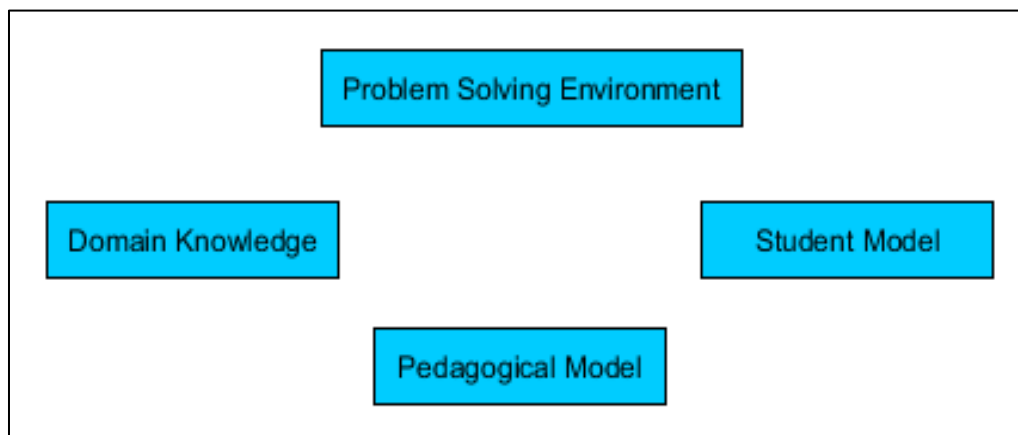 Problem Solving Environment
Domain Knowledge
Student Model
Pedagogical Model